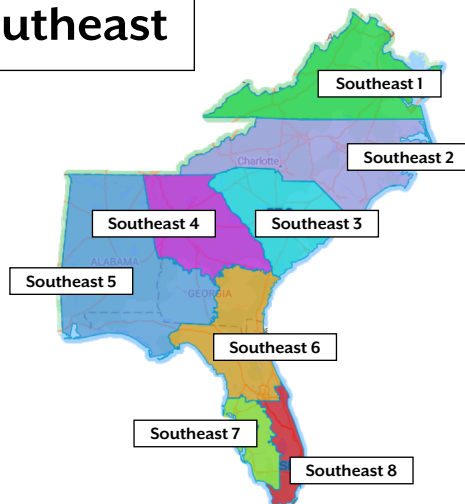 utheast
Southeast 1
Southeast 2
Charlotte
Southeast 4
Southeast 3
ALABAMA
Southeast 5
GEORGIA
Southeast 6
Southeast 7
Southeast 8